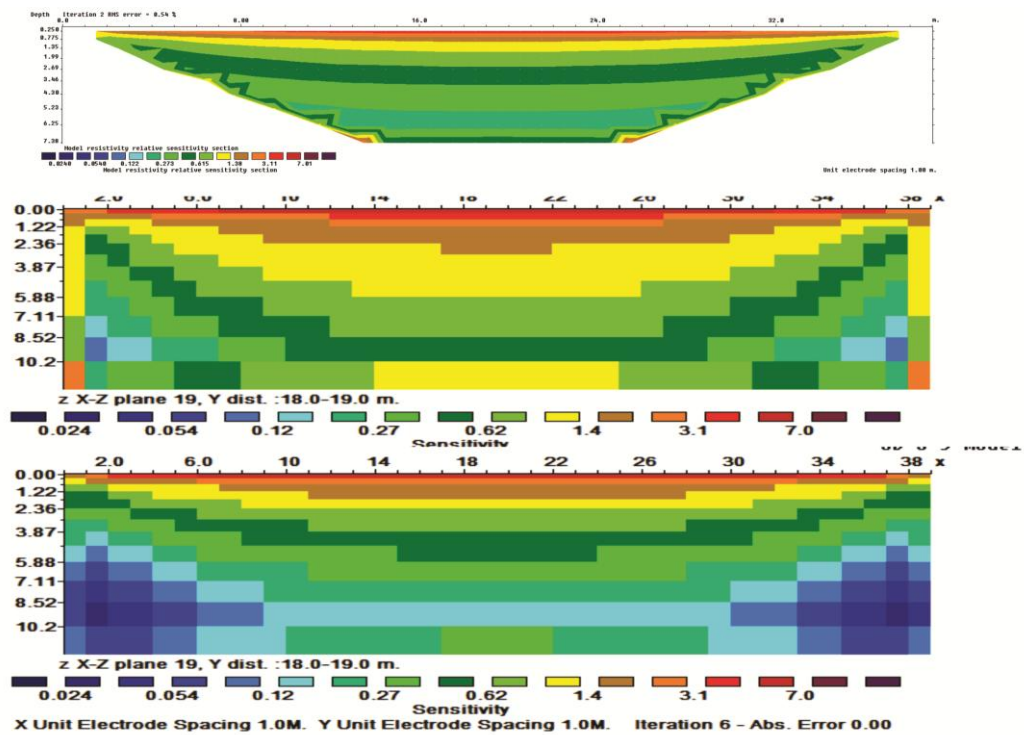 Depth Iteration 2 RMS error = 0.54 %
0.0 8.00 16.0 24.0 32.0 m.
0.250
0.775
1.35
1.99
2.69
3.46
4.30
5.23
6.25
7.38
Model resistivity relative sensitivity section
0.0240 0.0540 0.122 0.273 0.615 1.38 3.11 7.01
Model resistivity relative sensitivity section
Unit electrode spacing 1.00 m.
2.0 6.0 10 14 18 22 26 30 34 38 x
0.00
1.22
2.36
3.87
5.88
7.11
8.52
10.2
z X-Z plane 19, Y dist. :18.0-19.0 m.
0.024 0.054 0.12 0.27 0.62 1.4 3.1 7.0
Sensitivity
2.0 6.0 10 14 18 22 26 30 34 38 x
0.00
1.22
2.36
3.87
5.88
7.11
8.52
10.2
z X-Z plane 19, Y dist. :18.0-19.0 m.
0.024 0.054 0.12 0.27 0.62 1.4 3.1 7.0
Sensitivity
X Unit Electrode Spacing 1.0M. Y Unit Electrode Spacing 1.0M. Iteration 6 - Abs. Error 0.00